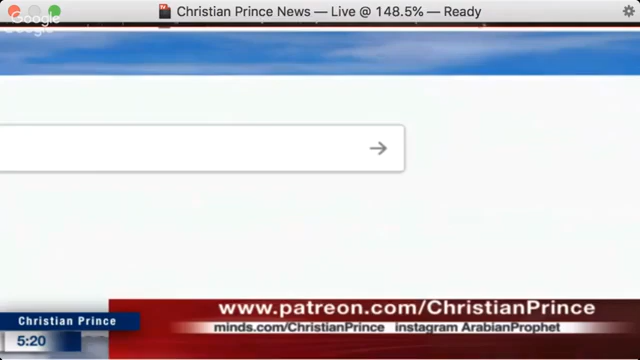 Christian Prince News — Live @ 148.5% — Ready
Google
Google
www.patreon.com/ChristianPrince
minds.com/ChristianPrince instagram ArabianProphet
Christian Prince
5:20